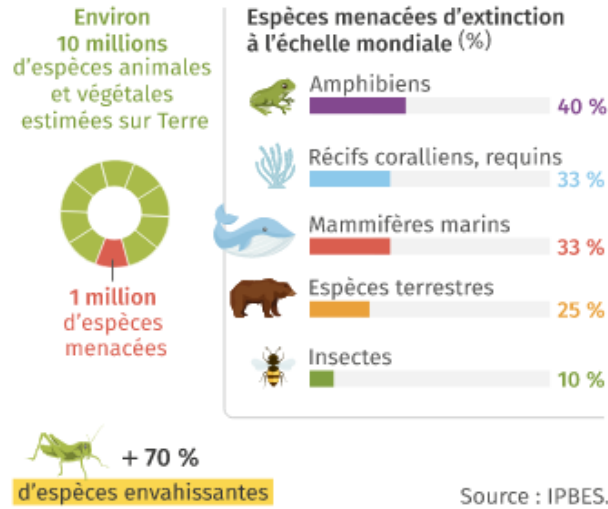 Environ
10 millions
d'espèces animales
et végétales
estimées sur Terre
1 million
d'espèces
menacées
Espèces menacées d'extinction
à l'échelle mondiale (%)
Amphibiens
40 %
Récifs coralliens, requins
33 %
Mammifères marins
33 %
Espèces terrestres
25 %
Insectes
10 %
+ 70 %
d'espèces envahissantes
Source : IPBES.